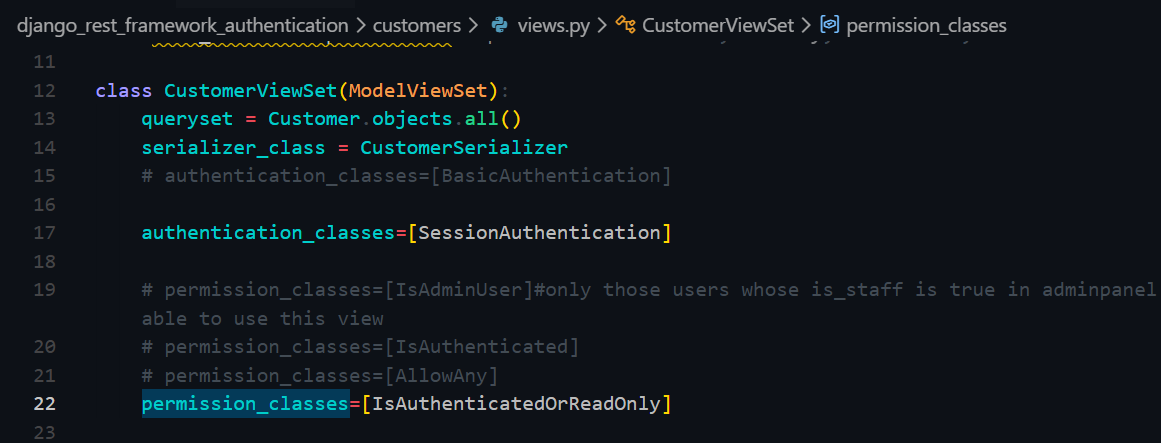 django_rest_framework_authentication > customers > views.py > CustomerViewSet > permission_classes
11
12 class CustomerViewSet(ModelViewSet):
13 queryset = Customer.objects.all()
14 serializer_class = CustomerSerializer
15 # authentication_classes=[BasicAuthentication]
16
17 authentication_classes=[SessionAuthentication]
18
19 # permission_classes=[IsAdminUser]#only those users whose is_staff is true in adminpanel
able to use this view
20 # permission_classes=[IsAuthenticated]
21 # permission_classes=[AllowAny]
22 permission_classes=[IsAuthenticatedOrReadOnly]
23